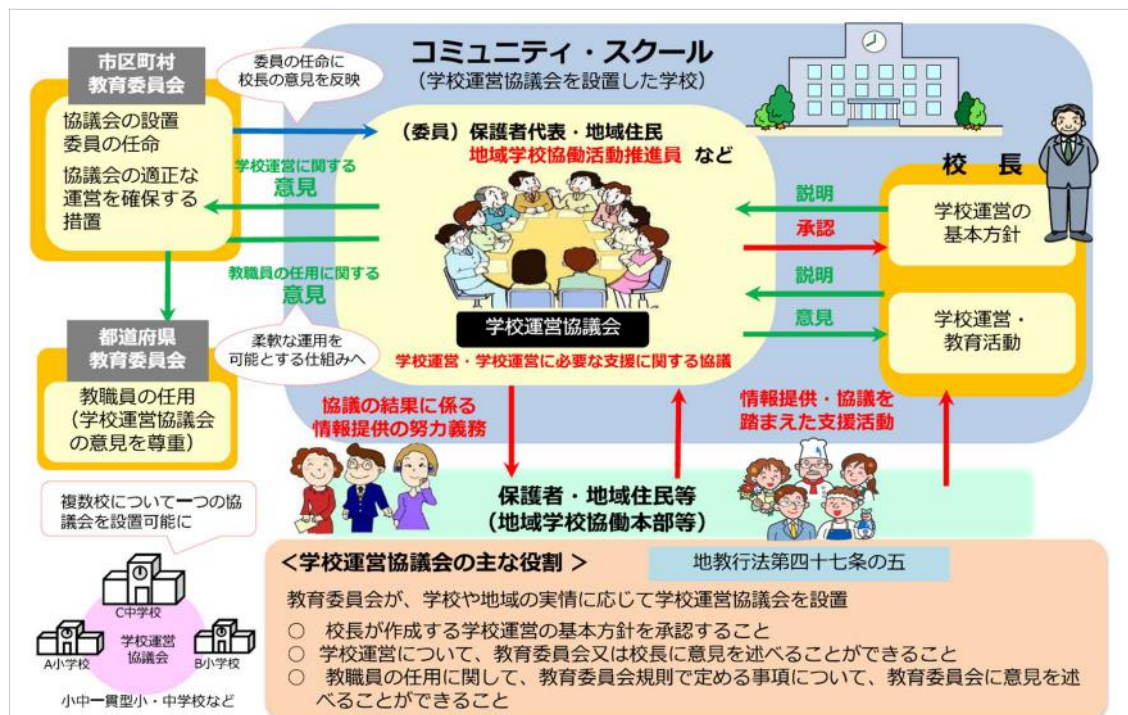 コミュニティ・スクール
（学校運営協議会を設置した学校）
市区町村
教育委員会
協議会の設置
委員の任命
協議会の適正な
運営を確保する
措置
委員の任命に
校長の意見を反映
学校運営に関する
意見
教職員の任用に関する
意見
柔軟な運用を
可能とする仕組みへ
都道府県
教育委員会
教職員の任用
（学校運営協議会
の意見を尊重）
（委員）保護者代表・地域住民
地域学校協働活動推進員 など
学校運営協議会
学校運営・学校運営に必要な支援に関する協議
説明
承認
説明
意見
校 長
学校運営の
基本方針
学校運営・
教育活動
協議の結果に係る
情報提供の努力義務
情報提供・協議を
踏まえた支援活動
保護者・地域住民等
（地域学校協働本部等）
複数校について一つの協
議会を設置可能に
C中学校
学校運営
協議会
A小学校
B小学校
小中一貫型小・中学校など
＜学校運営協議会の主な役割 ＞
地教行法第四十七条の五
教育委員会が、学校や地域の実情に応じて学校運営協議会を設置
○ 校長が作成する学校運営の基本方針を承認すること
○ 学校運営について、教育委員会又は校長に意見を述べることができること
○ 教職員の任用に関して、教育委員会規則で定める事項について、教育委員会に意見を述
べることができること